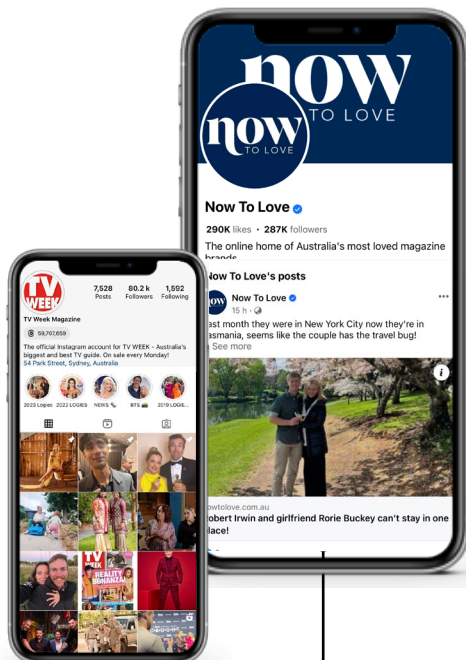 now
TO LOVE
now
TO LOVE
Now To Love
290K likes • 287K followers
The online home of Australia's most loved magazine
brands
Now To Love's posts
now
Now To Love
15 h •
ast month they were in New York City now they're in
asmania, seems like the couple has the travel bug!
See more
i
owtolove.com.au
obert Irwin and girlfriend Rorie Buckey can't stay in one
lace!
TV
WEEK
7,528 80.2 k 1,592
Posts Followers Following
TV Week Magazine
59,707,659
The official Instagram account for TV WEEK - Australia's
biggest and best TV guide. On sale every Monday!
54 Park Street, Sydney, Australia
2023 Logies 2022 LOGIES NEWS BTS 2019 LOGIE...
TV
WEEK
REALITY
BONANZA!